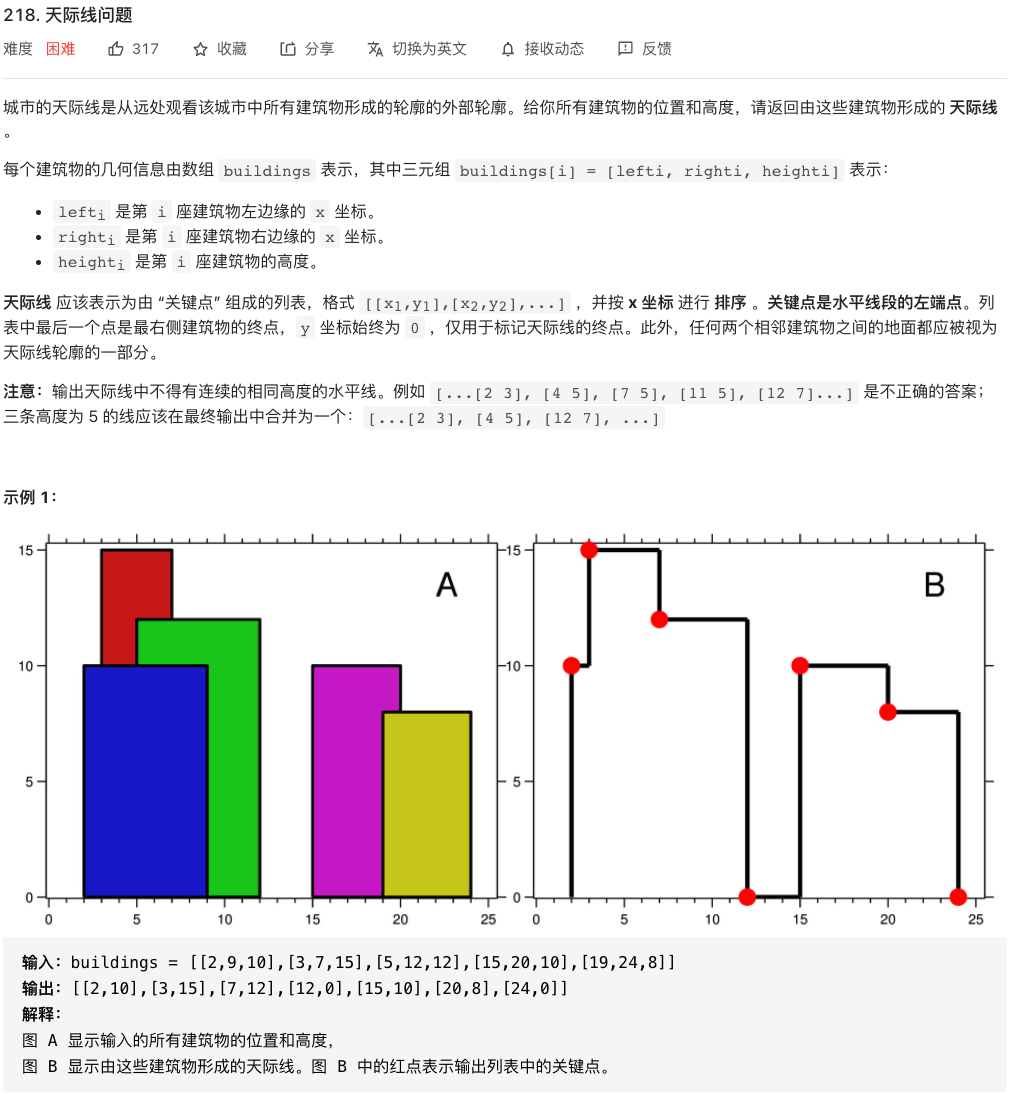 218. 天际线问题
难度 困难 317 收藏 分享 切换为英文 接收动态 反馈
城市的天际线是从远处观看该城市中所有建筑物形成的轮廓的外部轮廓。给你所有建筑物的位置和高度，请返回由这些建筑物形成的 天际线
。
每个建筑物的几何信息由数组 buildings 表示，其中三元组 buildings[i] = [lefti, righti, heighti] 表示：
• lefti 是第 i 座建筑物左边缘的 x 坐标。
• righti 是第 i 座建筑物右边缘的 x 坐标。
• heighti 是第 i 座建筑物的高度。
天际线 应该表示为由 “关键点” 组成的列表，格式 [[x1,y1],[x2,y2],...] ，并按 x 坐标 进行 排序 。关键点是水平线段的左端点。列
表中最后一个点是最右侧建筑物的终点， y 坐标始终为 0 ，仅用于标记天际线的终点。此外，任何两个相邻建筑物之间的地面都应被视为
天际线轮廓的一部分。
注意：输出天际线中不得有连续的相同高度的水平线。例如 [...[2 3], [4 5], [7 5], [11 5], [12 7]...] 是不正确的答案；
三条高度为 5 的线应该在最终输出中合并为一个： [...[2 3], [4 5], [12 7], ...]
示例 1：
15 A 15 B
10 10
5 5
0 0
0 5 10 15 20 25 0 5 10 15 20 25
输入：buildings = [[2,9,10],[3,7,15],[5,12,12],[15,20,10],[19,24,8]]
输出：[[2,10],[3,15],[7,12],[12,0],[15,10],[20,8],[24,0]]
解释：
图 A 显示输入的所有建筑物的位置和高度，
图 B 显示由这些建筑物形成的天际线。图 B 中的红点表示输出列表中的关键点。